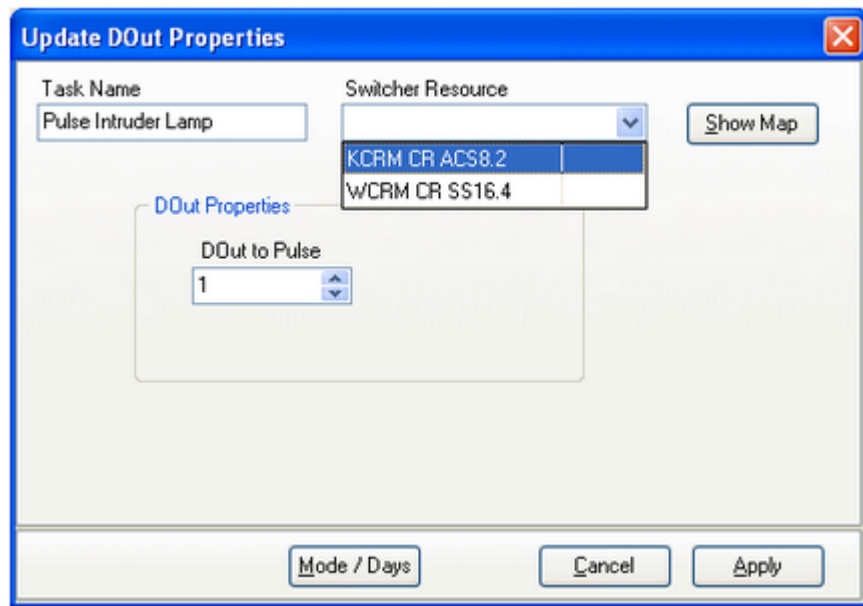 Update DOut Properties
Task Name
Switcher Resource
Pulse Intruder Lamp
Show Map
KCRM CR ACS8.2
WCRM CR SS16.4
DOut Properties
DOut to Pulse
1
Mode / Days
Cancel
Apply